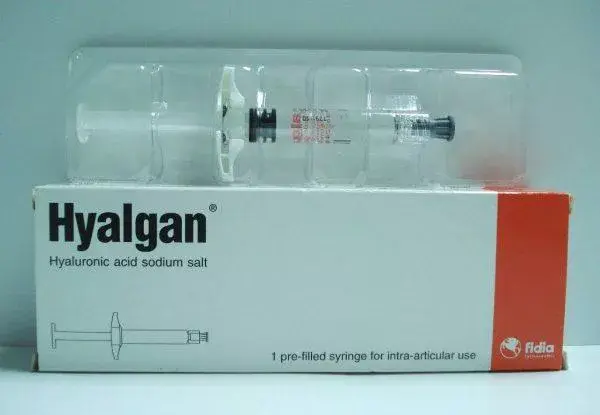 Hyalgan®
Hyaluronic acid sodium salt
1 pre-filled syringe for intra-articular use
fidia